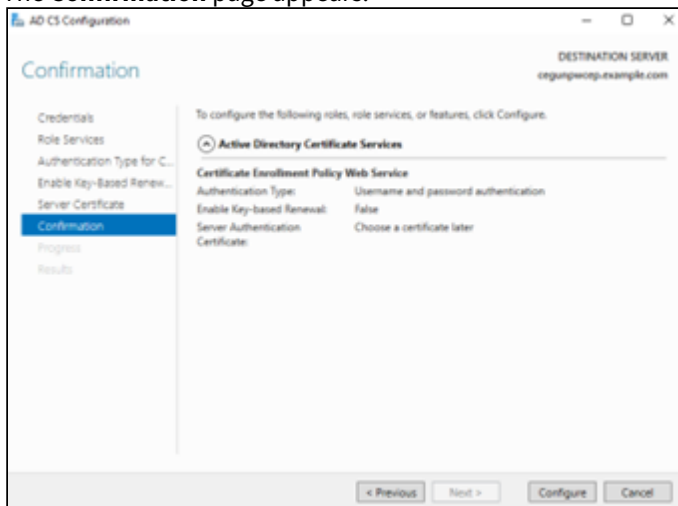 The Confirmation page appears.
AD CS Configuration
Confirmation
DESTINATION SERVER
cegunpwcep.example.com
Credentials
Role Services
Authentication Type for C...
Enable Key-Based Renew...
Server Certificate
Confirmation
Progress
Results
To configure the following roles, role services, or features, click Configure.
Active Directory Certificate Services
Certificate Enrollment Policy Web Service
Authentication Type: Username and password authentication
Enable Key-based Renewal: False
Server Authentication Choose a certificate later
Certificate:
< Previous Next > Configure Cancel